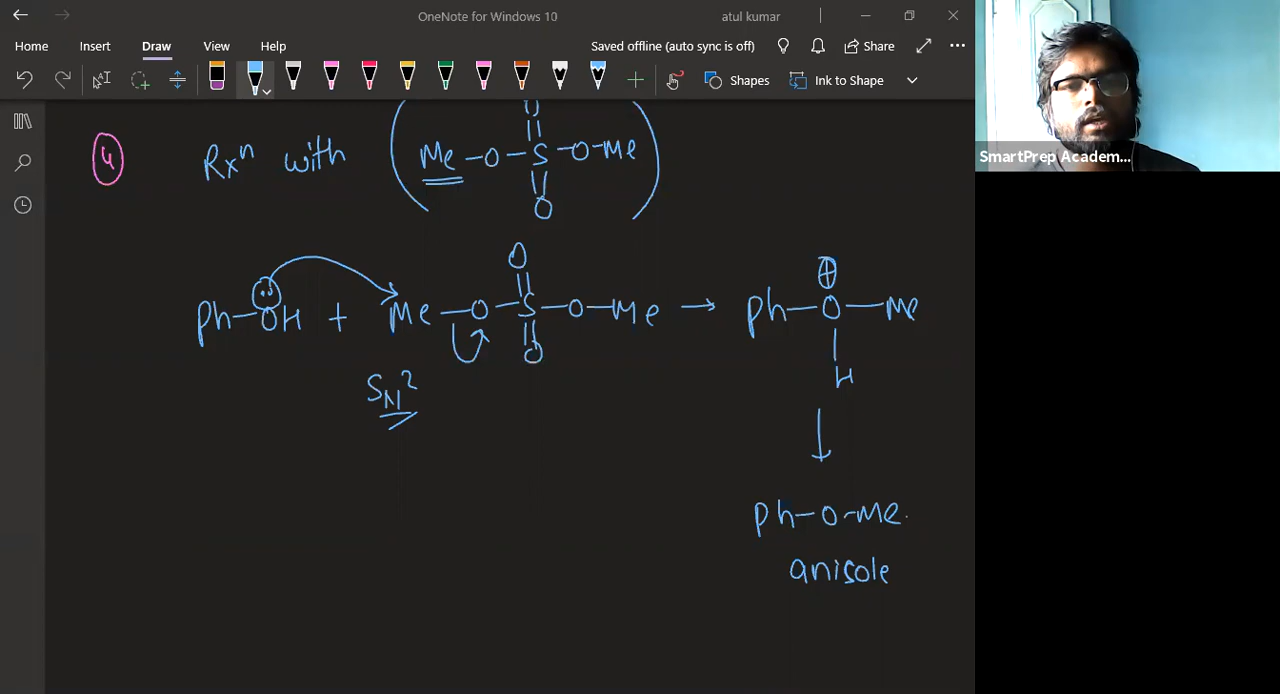 OneNote for Windows 10
atul kumar
Home Insert Draw View Help
Saved offline (auto sync is off)
Share
Shapes
Ink to Shape
SmartPrep Academ...
4 Rxⁿ with
O
Me-O-S-O-Me
O
O ⊕
Ph-OH + Me-O-S-O-Me → Ph-O-Me
O H
SN2
Ph-O-Me
anisole